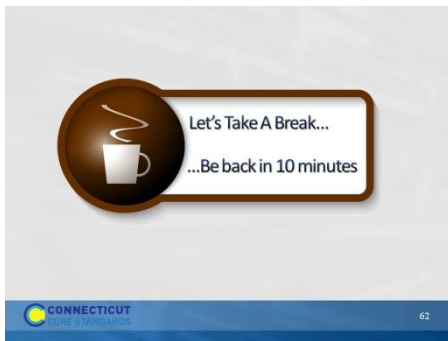 Let's Take A Break...
...Be back in 10 minutes
CONNECTICUT
CORE STANDARDS
62